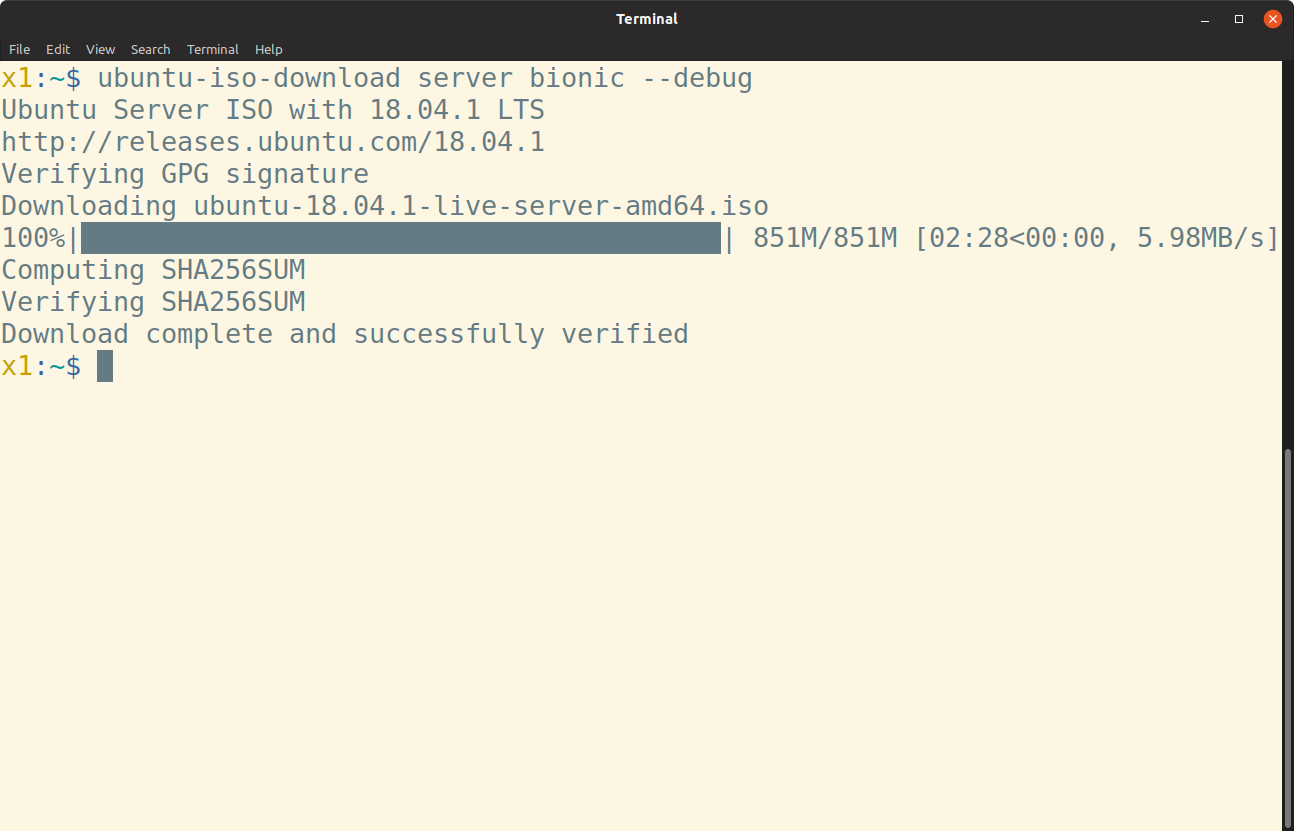 Terminal
File Edit View Search Terminal Help
x1:~$ ubuntu-iso-download server bionic --debug
Ubuntu Server ISO with 18.04.1 LTS
http://releases.ubuntu.com/18.04.1
Verifying GPG signature
Downloading ubuntu-18.04.1-live-server-amd64.iso
100%|████████████████████████████████████████| 851M/851M [02:28<00:00, 5.98MB/s]
Computing SHA256SUM
Verifying SHA256SUM
Download complete and successfully verified
x1:~$